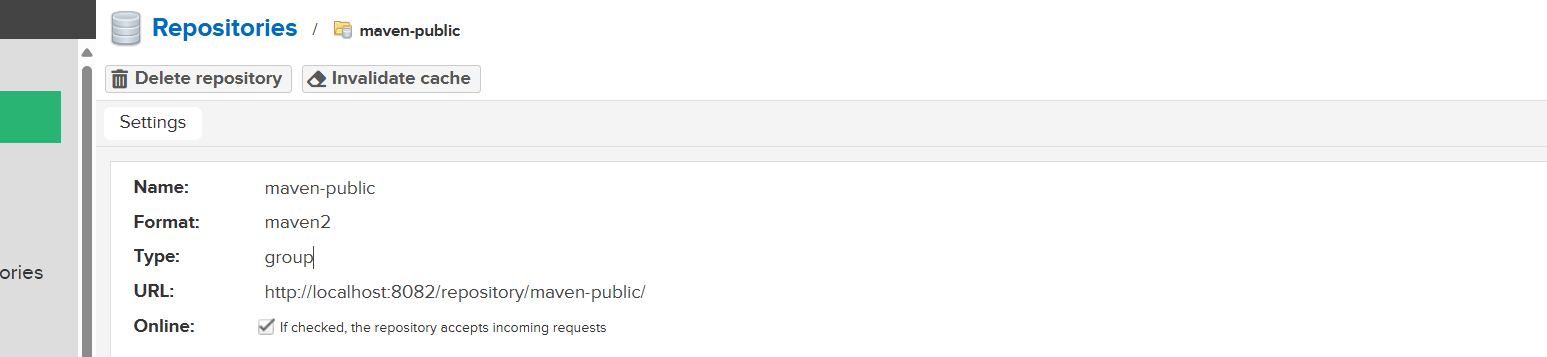 Repositories / maven-public
Delete repository Invalidate cache
Settings
Name: maven-public
Format: maven2
Type: group
ories
URL: http://localhost:8082/repository/maven-public/
Online: If checked, the repository accepts incoming requests